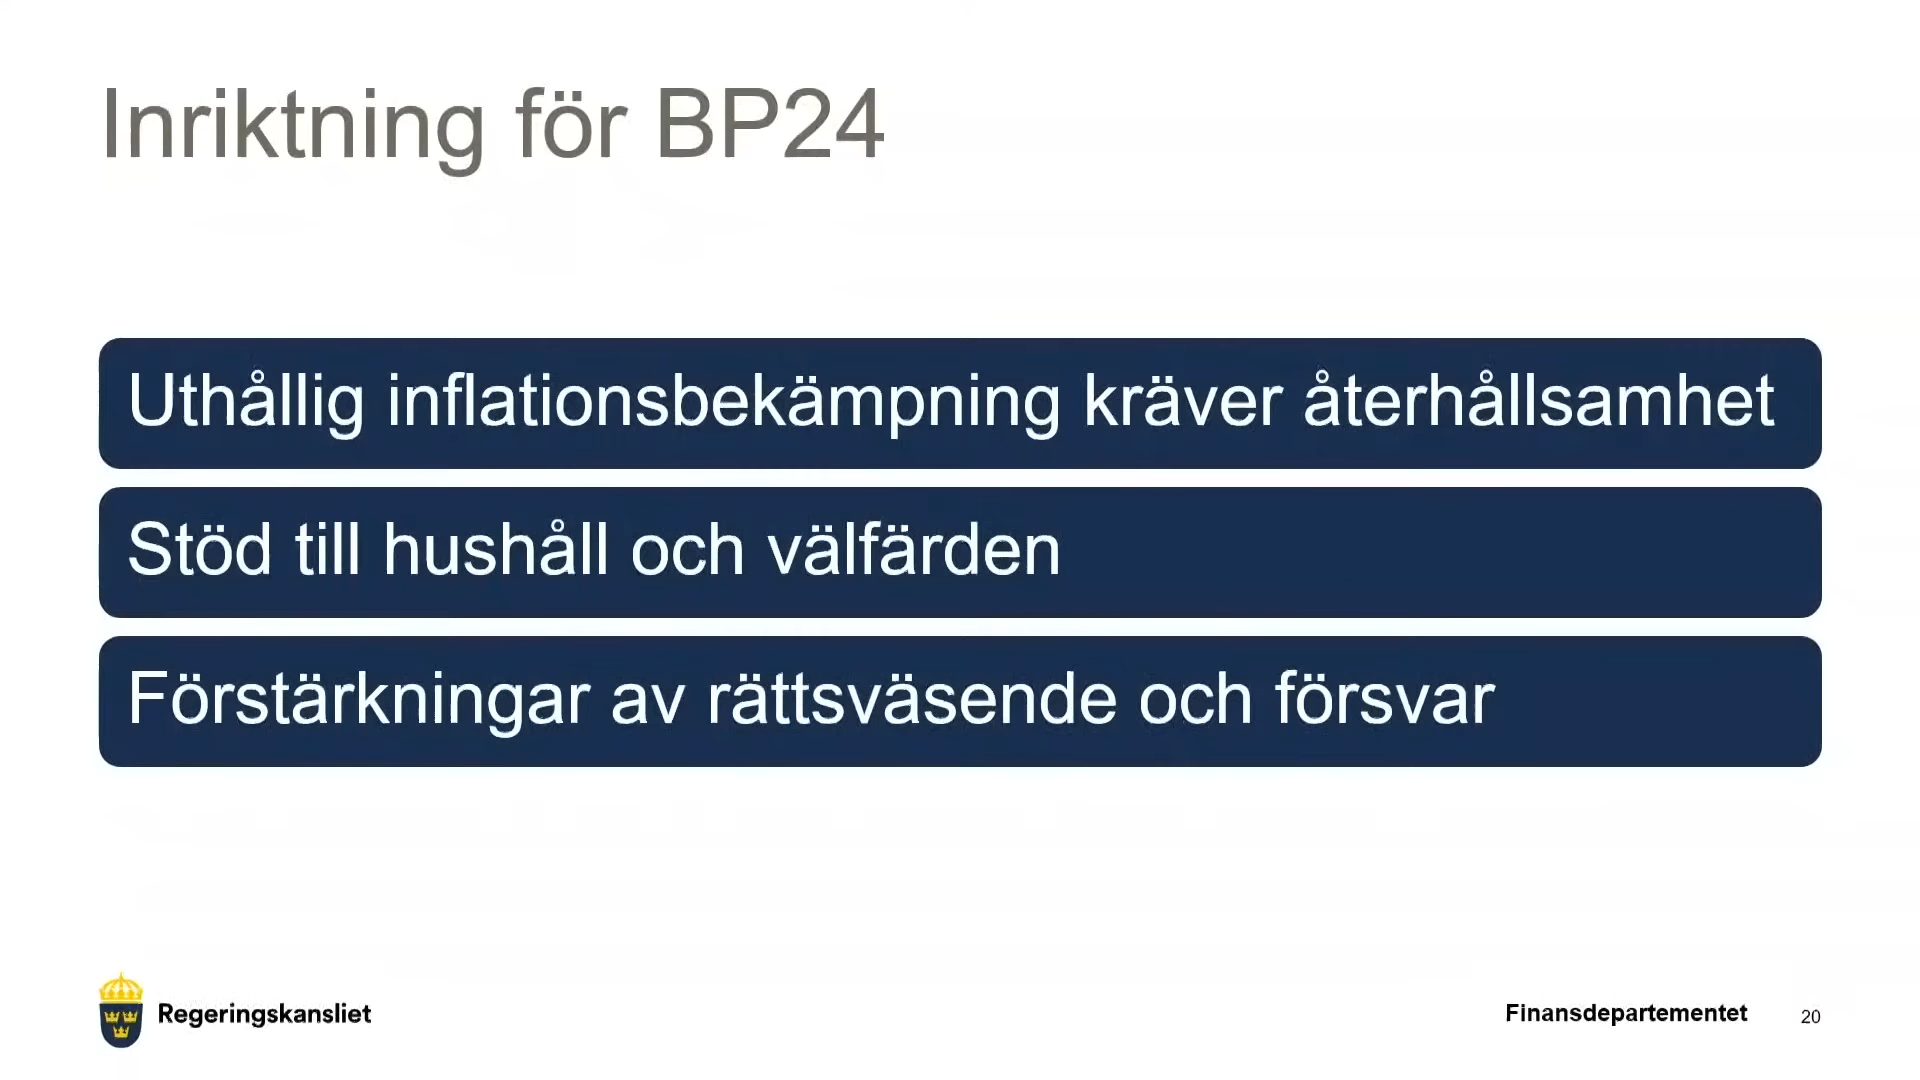 Inriktning för BP24
Uthållig inflationsbekämpning kräver återhållsamhet
Stöd till hushåll och välfärden
Förstärkningar av rättsväsende och försvar
Regeringskansliet
Finansdepartementet
20